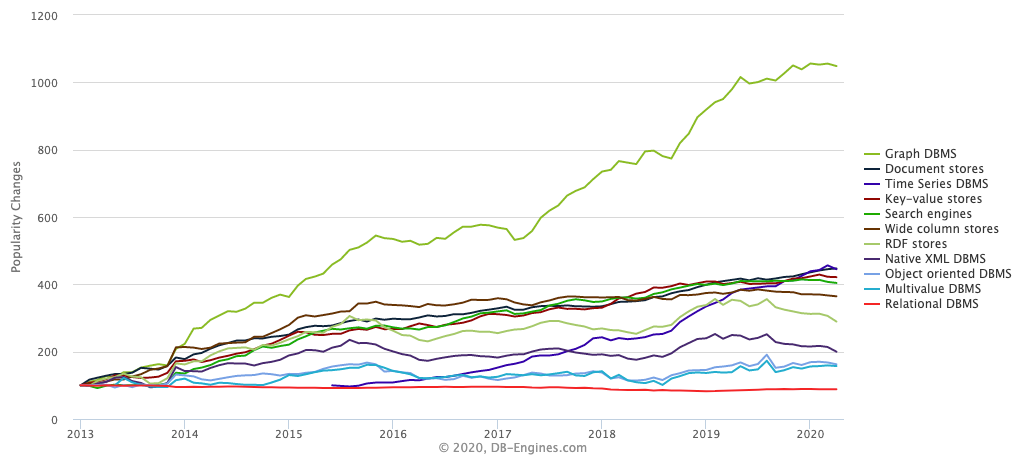 1200
1000
800
600
400
200
0
Popularity Changes
2013 2014 2015 2016 2017 2018 2019 2020
© 2020, DB-Engines.com
Graph DBMS
Document stores
Time Series DBMS
Key-value stores
Search engines
Wide column stores
RDF stores
Native XML DBMS
Object oriented DBMS
Multivalue DBMS
Relational DBMS